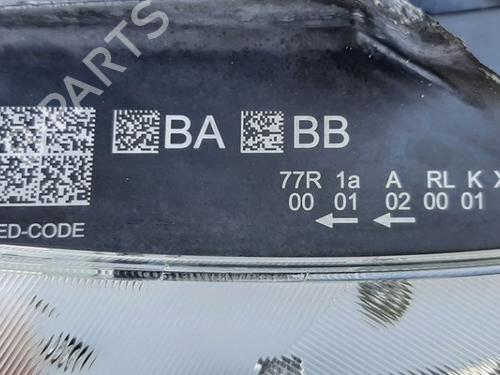 B PARTS
BA BB
77R 1a A RL K X
00 01 02 00 01
ED-CODE